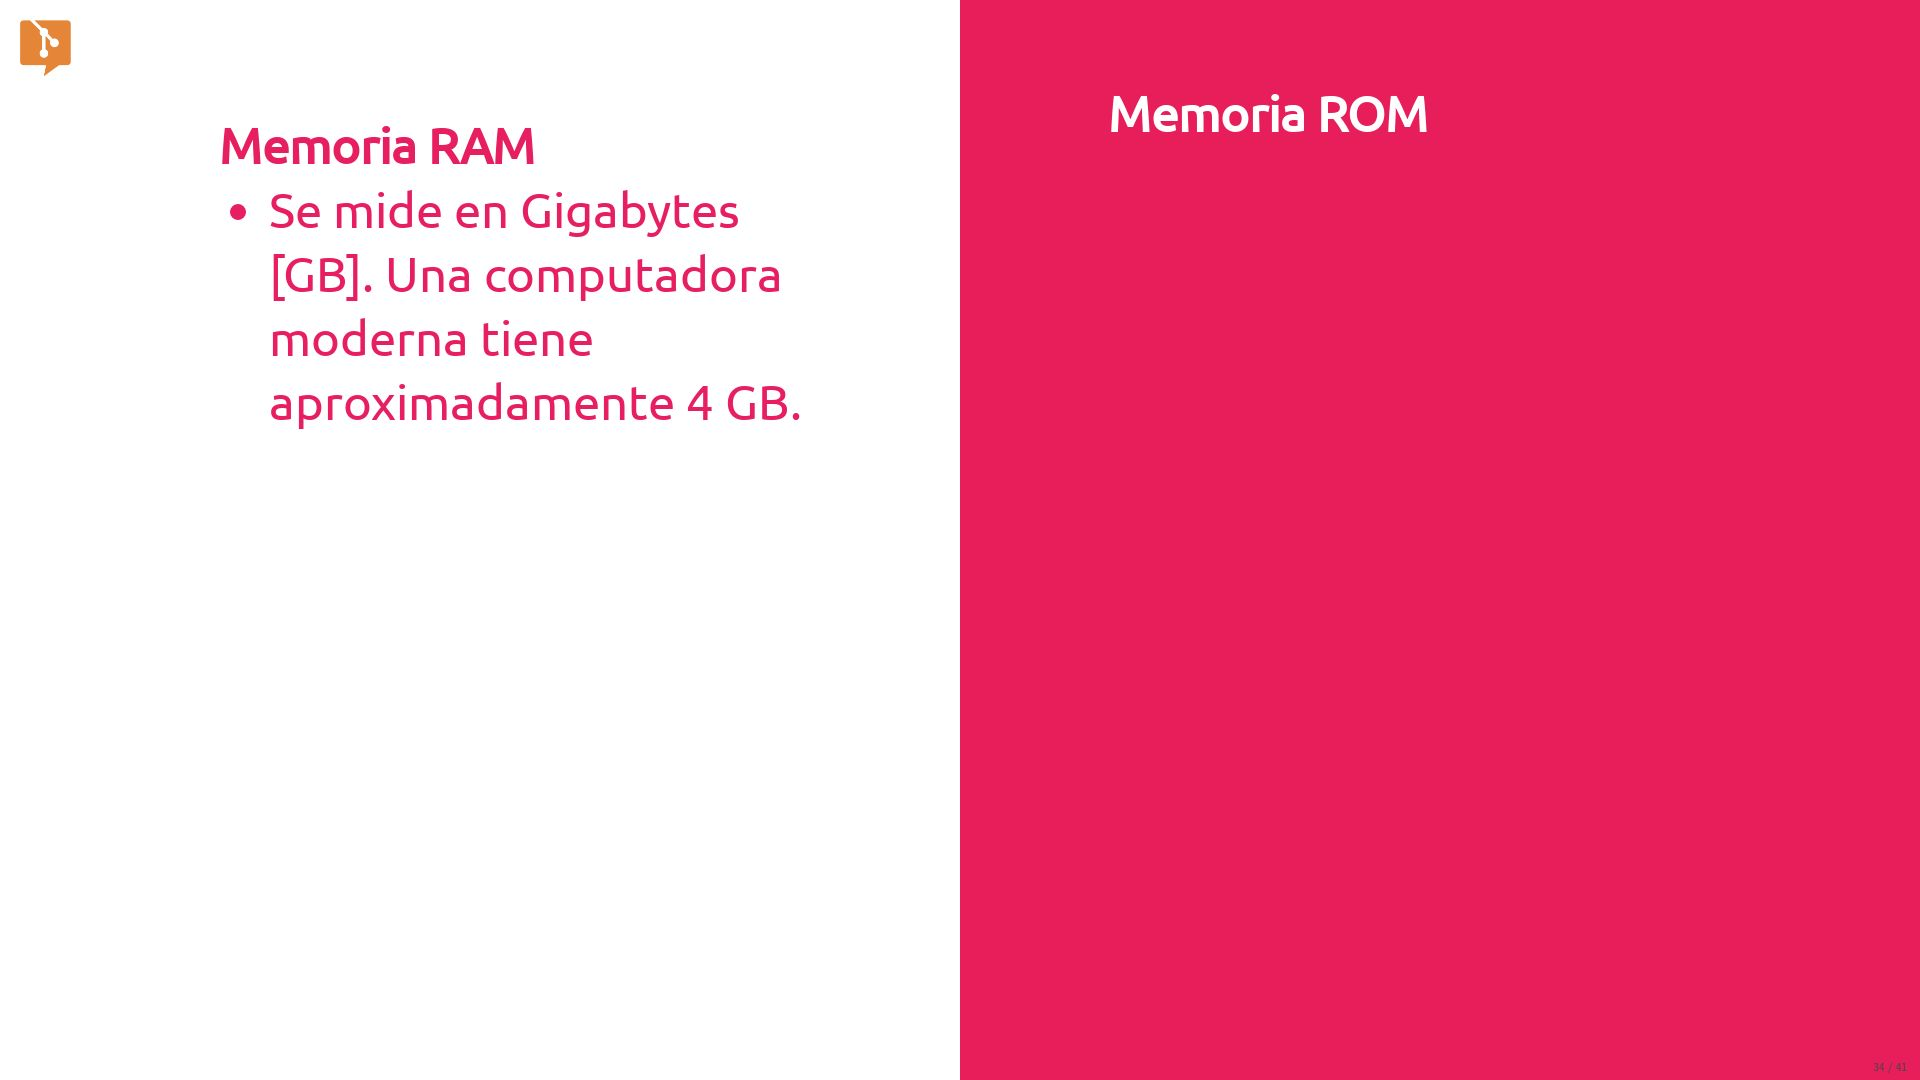 Memoria RAM
• Se mide en Gigabytes
[GB]. Una computadora
moderna tiene
aproximadamente 4 GB.
Memoria ROM
34 / 41